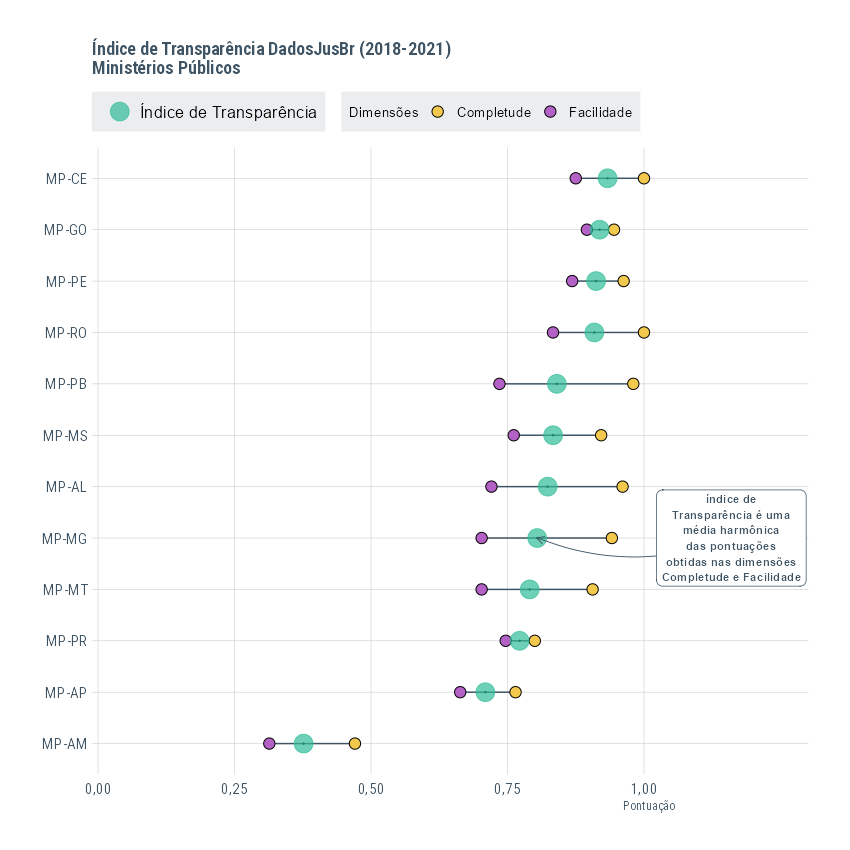 Índice de Transparência DadosJusBr (2018-2021)
Ministérios Públicos
Índice de Transparência
Dimensões Completude Facilidade
MP-CE
MP-GO
MP-PE
MP-RO
MP-PB
MP-MS
MP-AL
MP-MG
MP-MT
MP-PR
MP-AP
MP-AM
índice de
Transparência é uma
média harmônica
das pontuações
obtidas nas dimensões
Completude e Facilidade
0,00 0,25 0,50 0,75 1,00
Pontuação